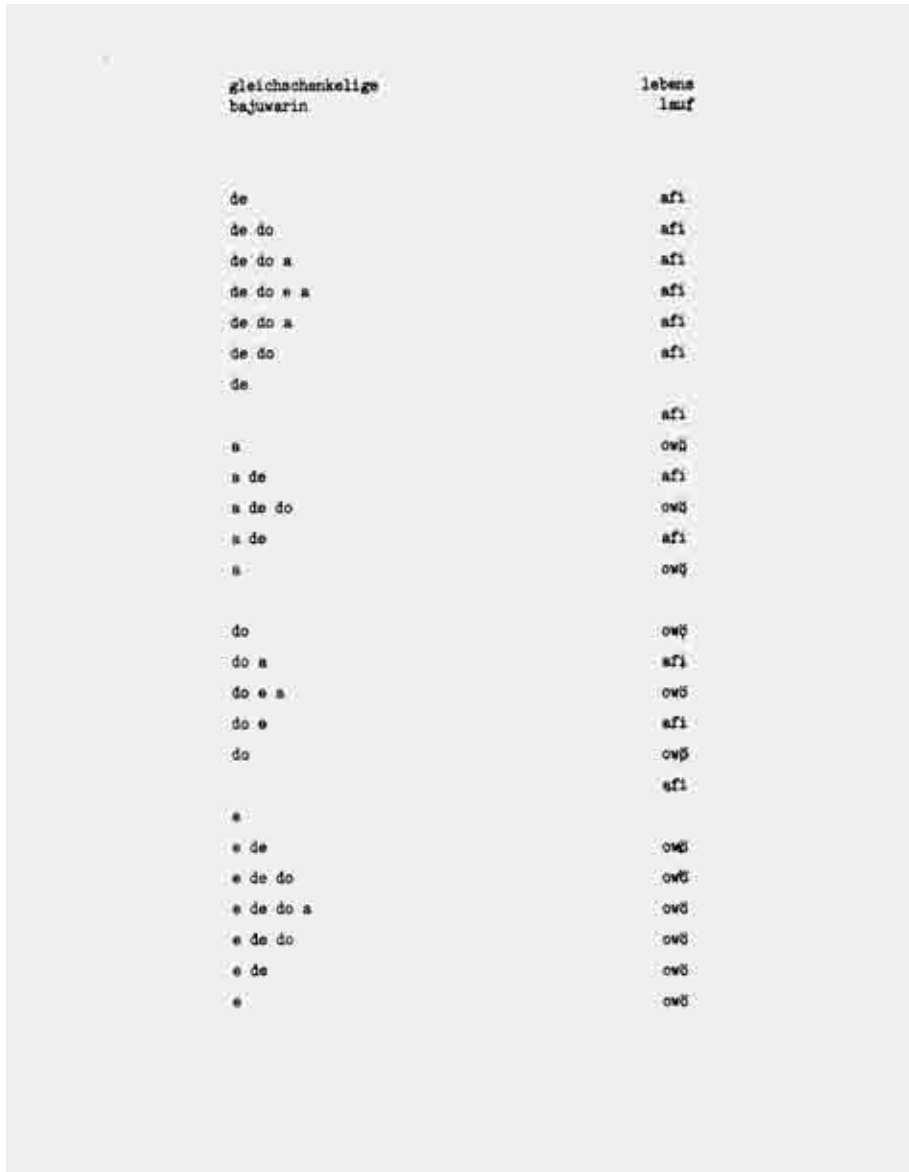 gleichschenkelige
bajuwarin
de
de do
de do a
de do e a
de do a
de do
de
a
a de
a de do
a de
a
do
do a
do e a
do e
do
e
e de
e de do
e de do a
e de do
e de
e
lebens
lauf
afi
afi
afi
afi
afi
afi
afi
owö
afi
owö
afi
owö
owö
afi
owö
afi
owö
afi
owö
owö
owö
owö
owö
owö